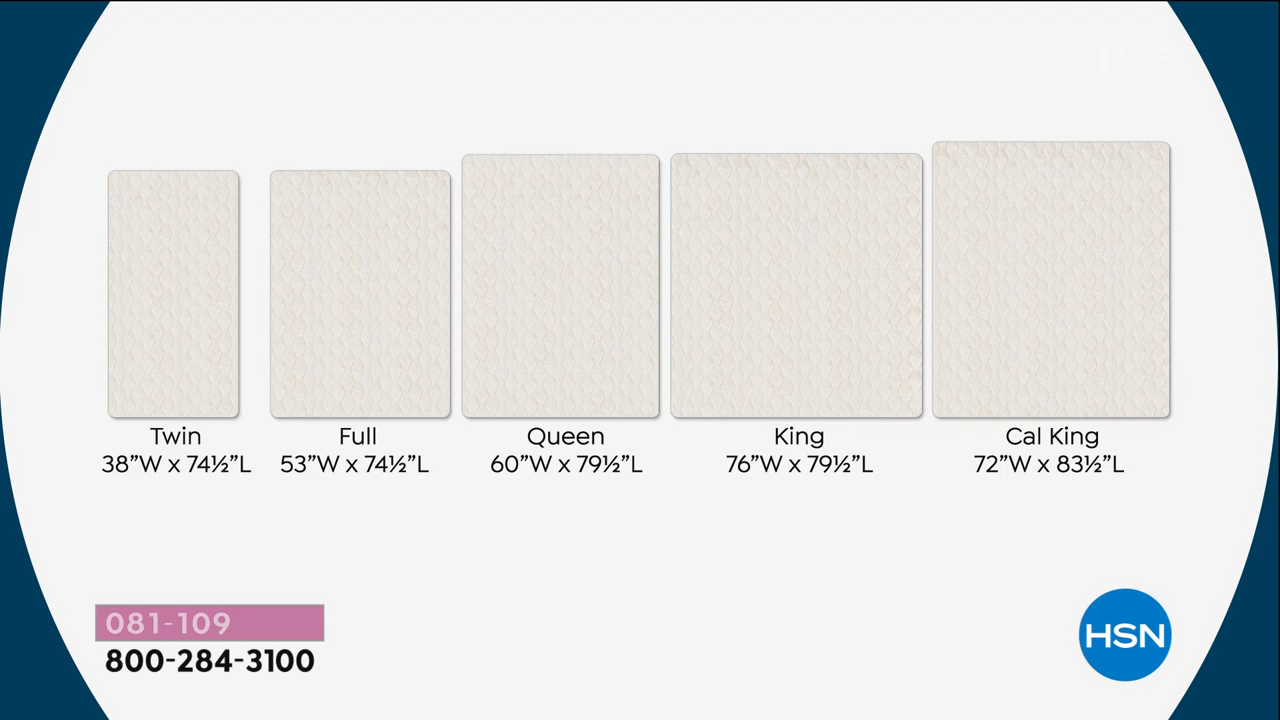 LIVE
Twin
38”W x 74½”L
Full
53”W x 74½”L
Queen
60”W x 79½”L
King
76”W x 79½”L
Cal King
72”W x 83½”L
081-109
800-284-3100
HSN